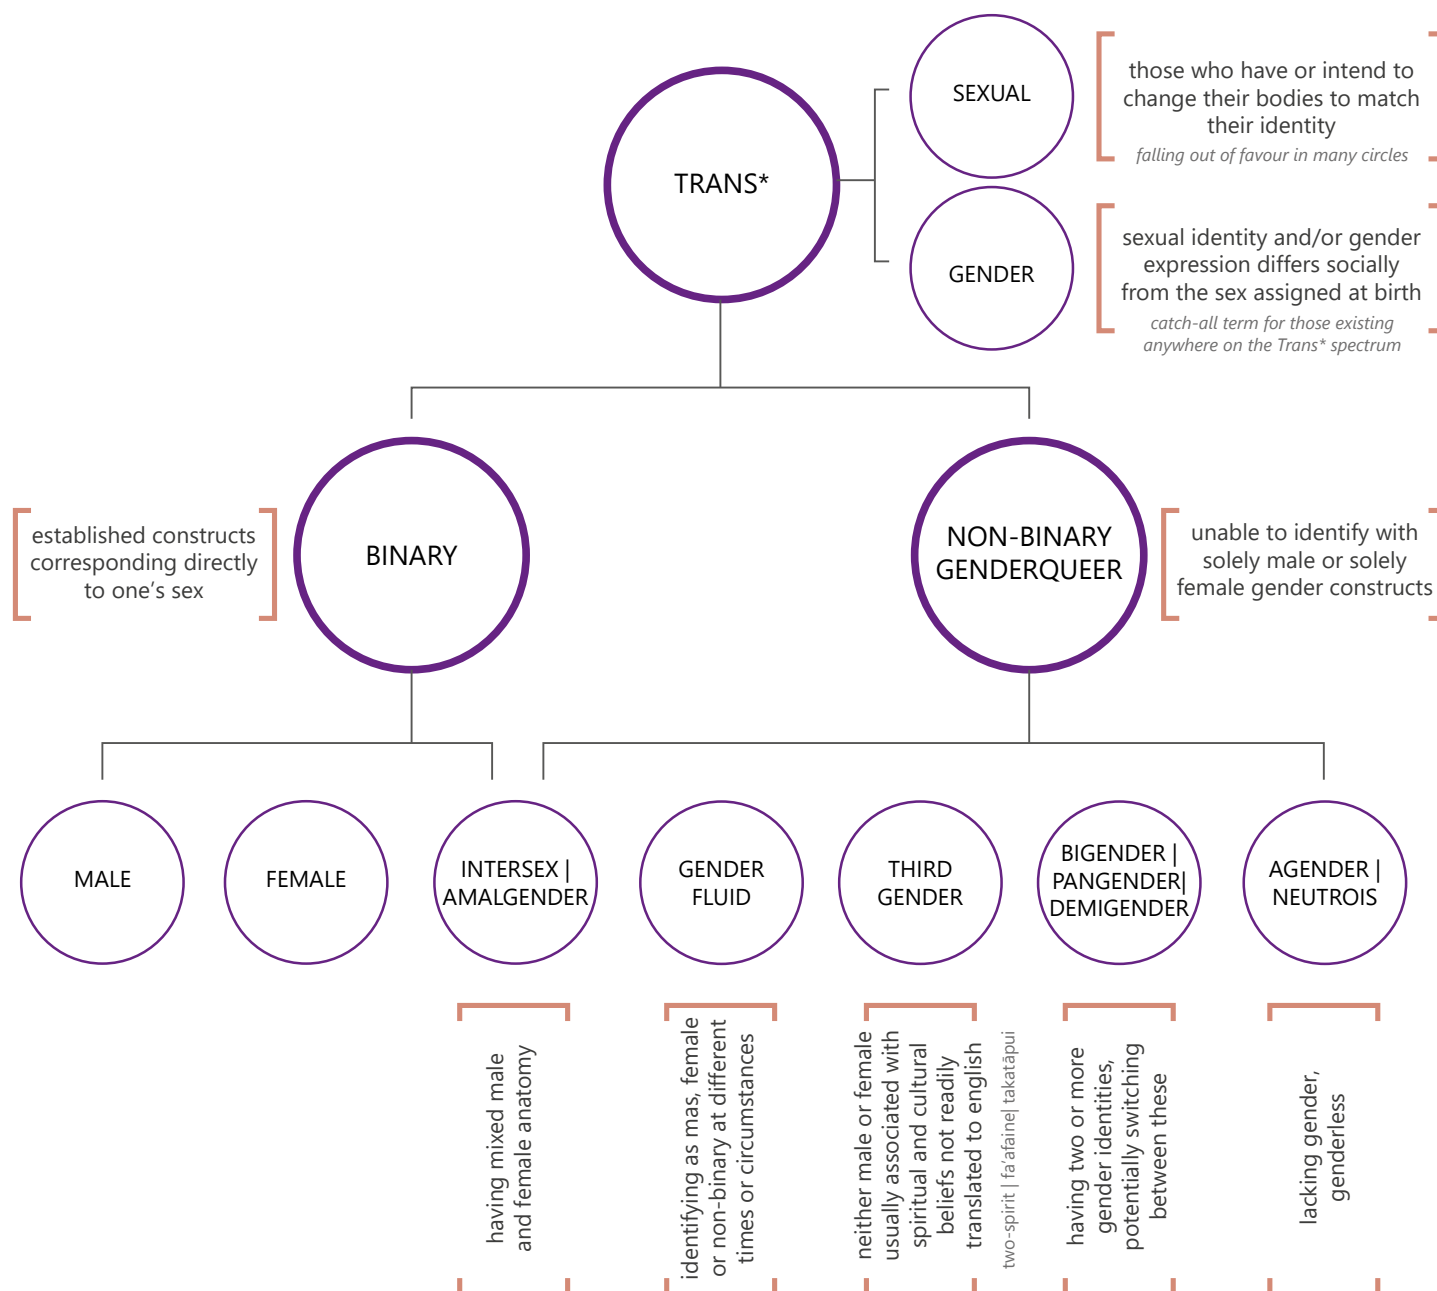 TRANS*
SEXUAL
those who have or intend to
change their bodies to match
their identity
falling out of favour in many circles
GENDER
sexual identity and/or gender
expression differs socially
from the sex assigned at birth
catch-all term for those existing
anywhere on the Trans* spectrum
established constructs
corresponding directly
to one's sex
BINARY
NON-BINARY
GENDERQUEER
unable to identify with
solely male or solely
female gender constructs
MALE
FEMALE
INTERSEX |
AMALGENDER
GENDER
FLUID
THIRD
GENDER
BIGENDER |
PANGENDER|
DEMIGENDER
AGENDER |
NEUTROIS
having mixed male
and female anatomy
identifying as mas, female
or non-binary at different
times or circumstances
neither male or female
usually associated with
spiritual and cultural
beliefs not readily
translated to english
two-spirit | fa'afaine| takatāpui
having two or more
gender identities,
potentially switching
between these
lacking gender,
genderless